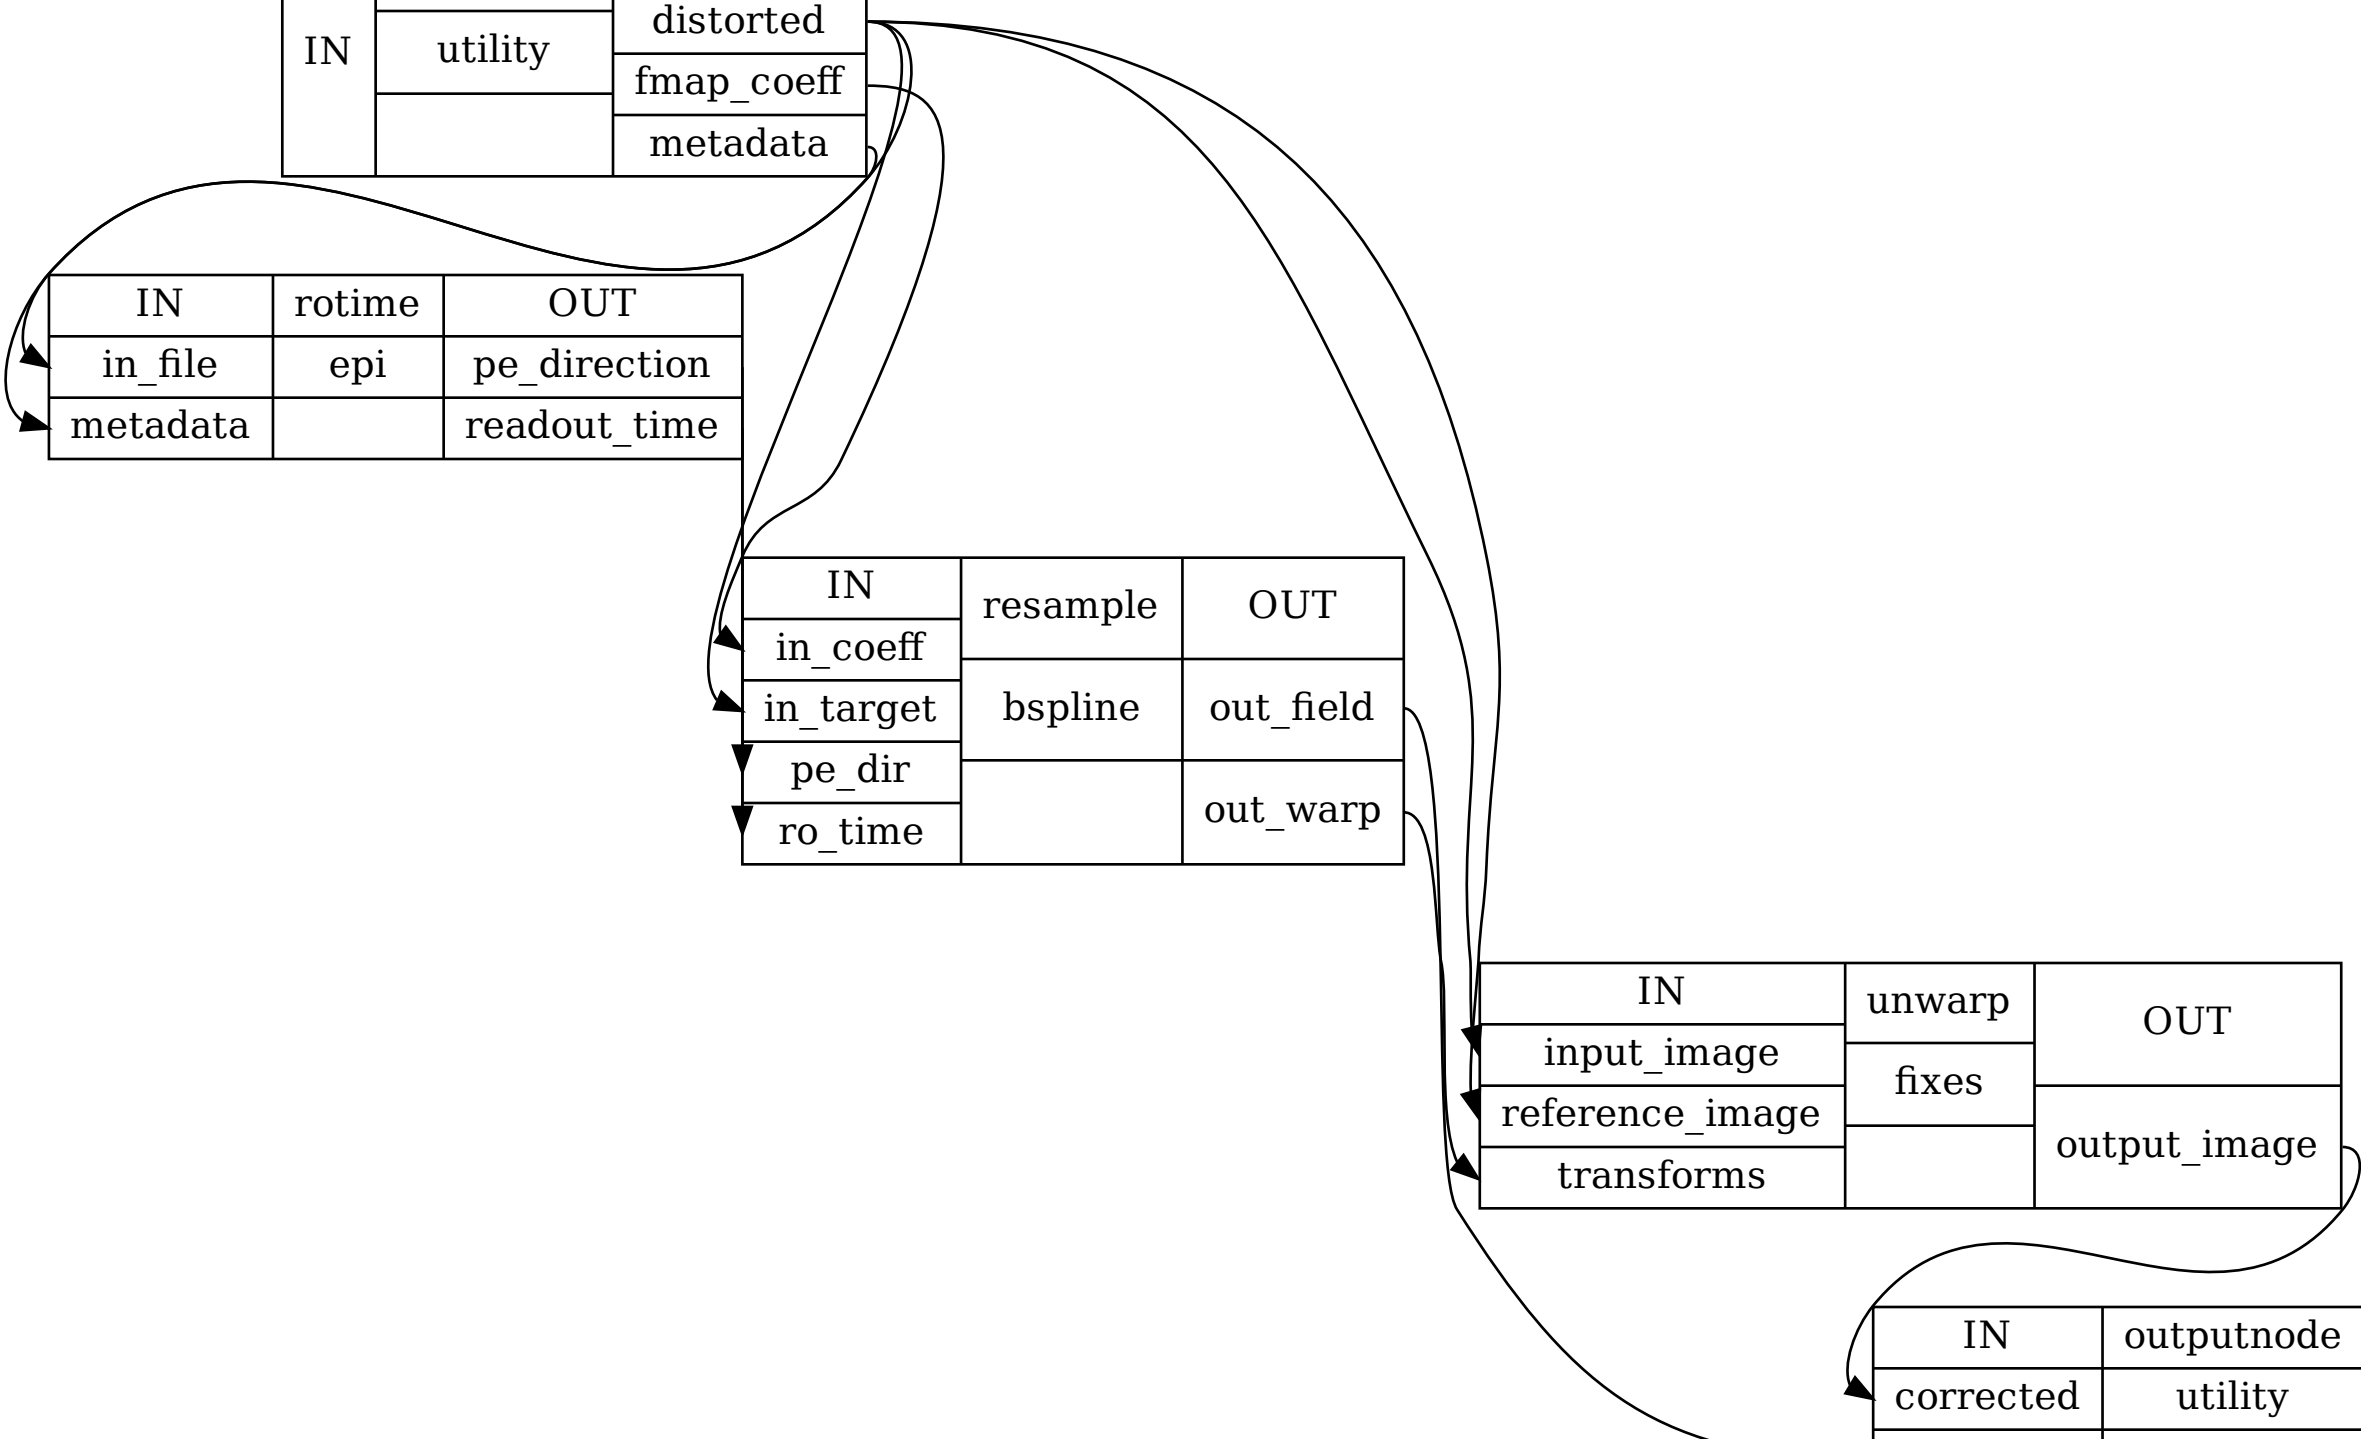 distorted
IN
utility
fmap_coeff
metadata
IN
rotime
OUT
in_file
epi
pe_direction
metadata
readout_time
IN
resample
OUT
in_coeff
in_target
bspline
out_field
pe_dir
out_warp
ro_time
IN
unwarp
OUT
input_image
fixes
reference_image
output_image
transforms
IN
outputnode
corrected
utility